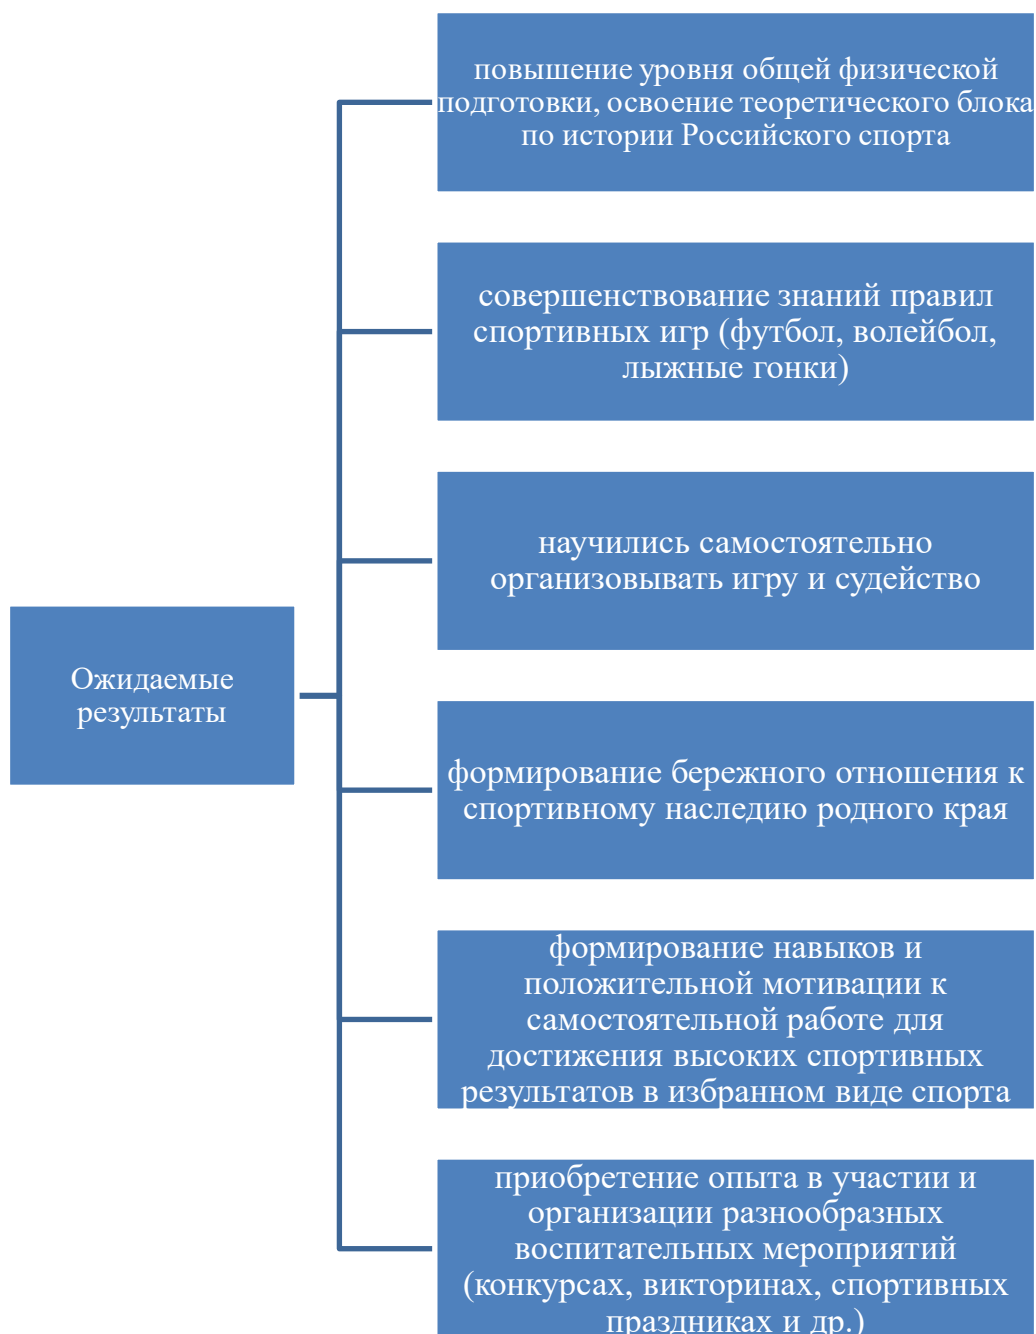 повышение уровня общей физической
подготовки, освоение теоретического блока
по истории Российского спорта
совершенствование знаний правил
спортивных игр (футбол, волейбол,
лыжные гонки)
научились самостоятельно
организовывать игру и судейство
Ожидаемые
результаты
формирование бережного отношения к
спортивному наследию родного края
формирование навыков и
положительной мотивации к
самостоятельной работе для
достижения высоких спортивных
результатов в избранном виде спорта
приобретение опыта в участии и
организации разнообразных
воспитательных мероприятий
(конкурсах, викторинах, спортивных
праздниках и др.)